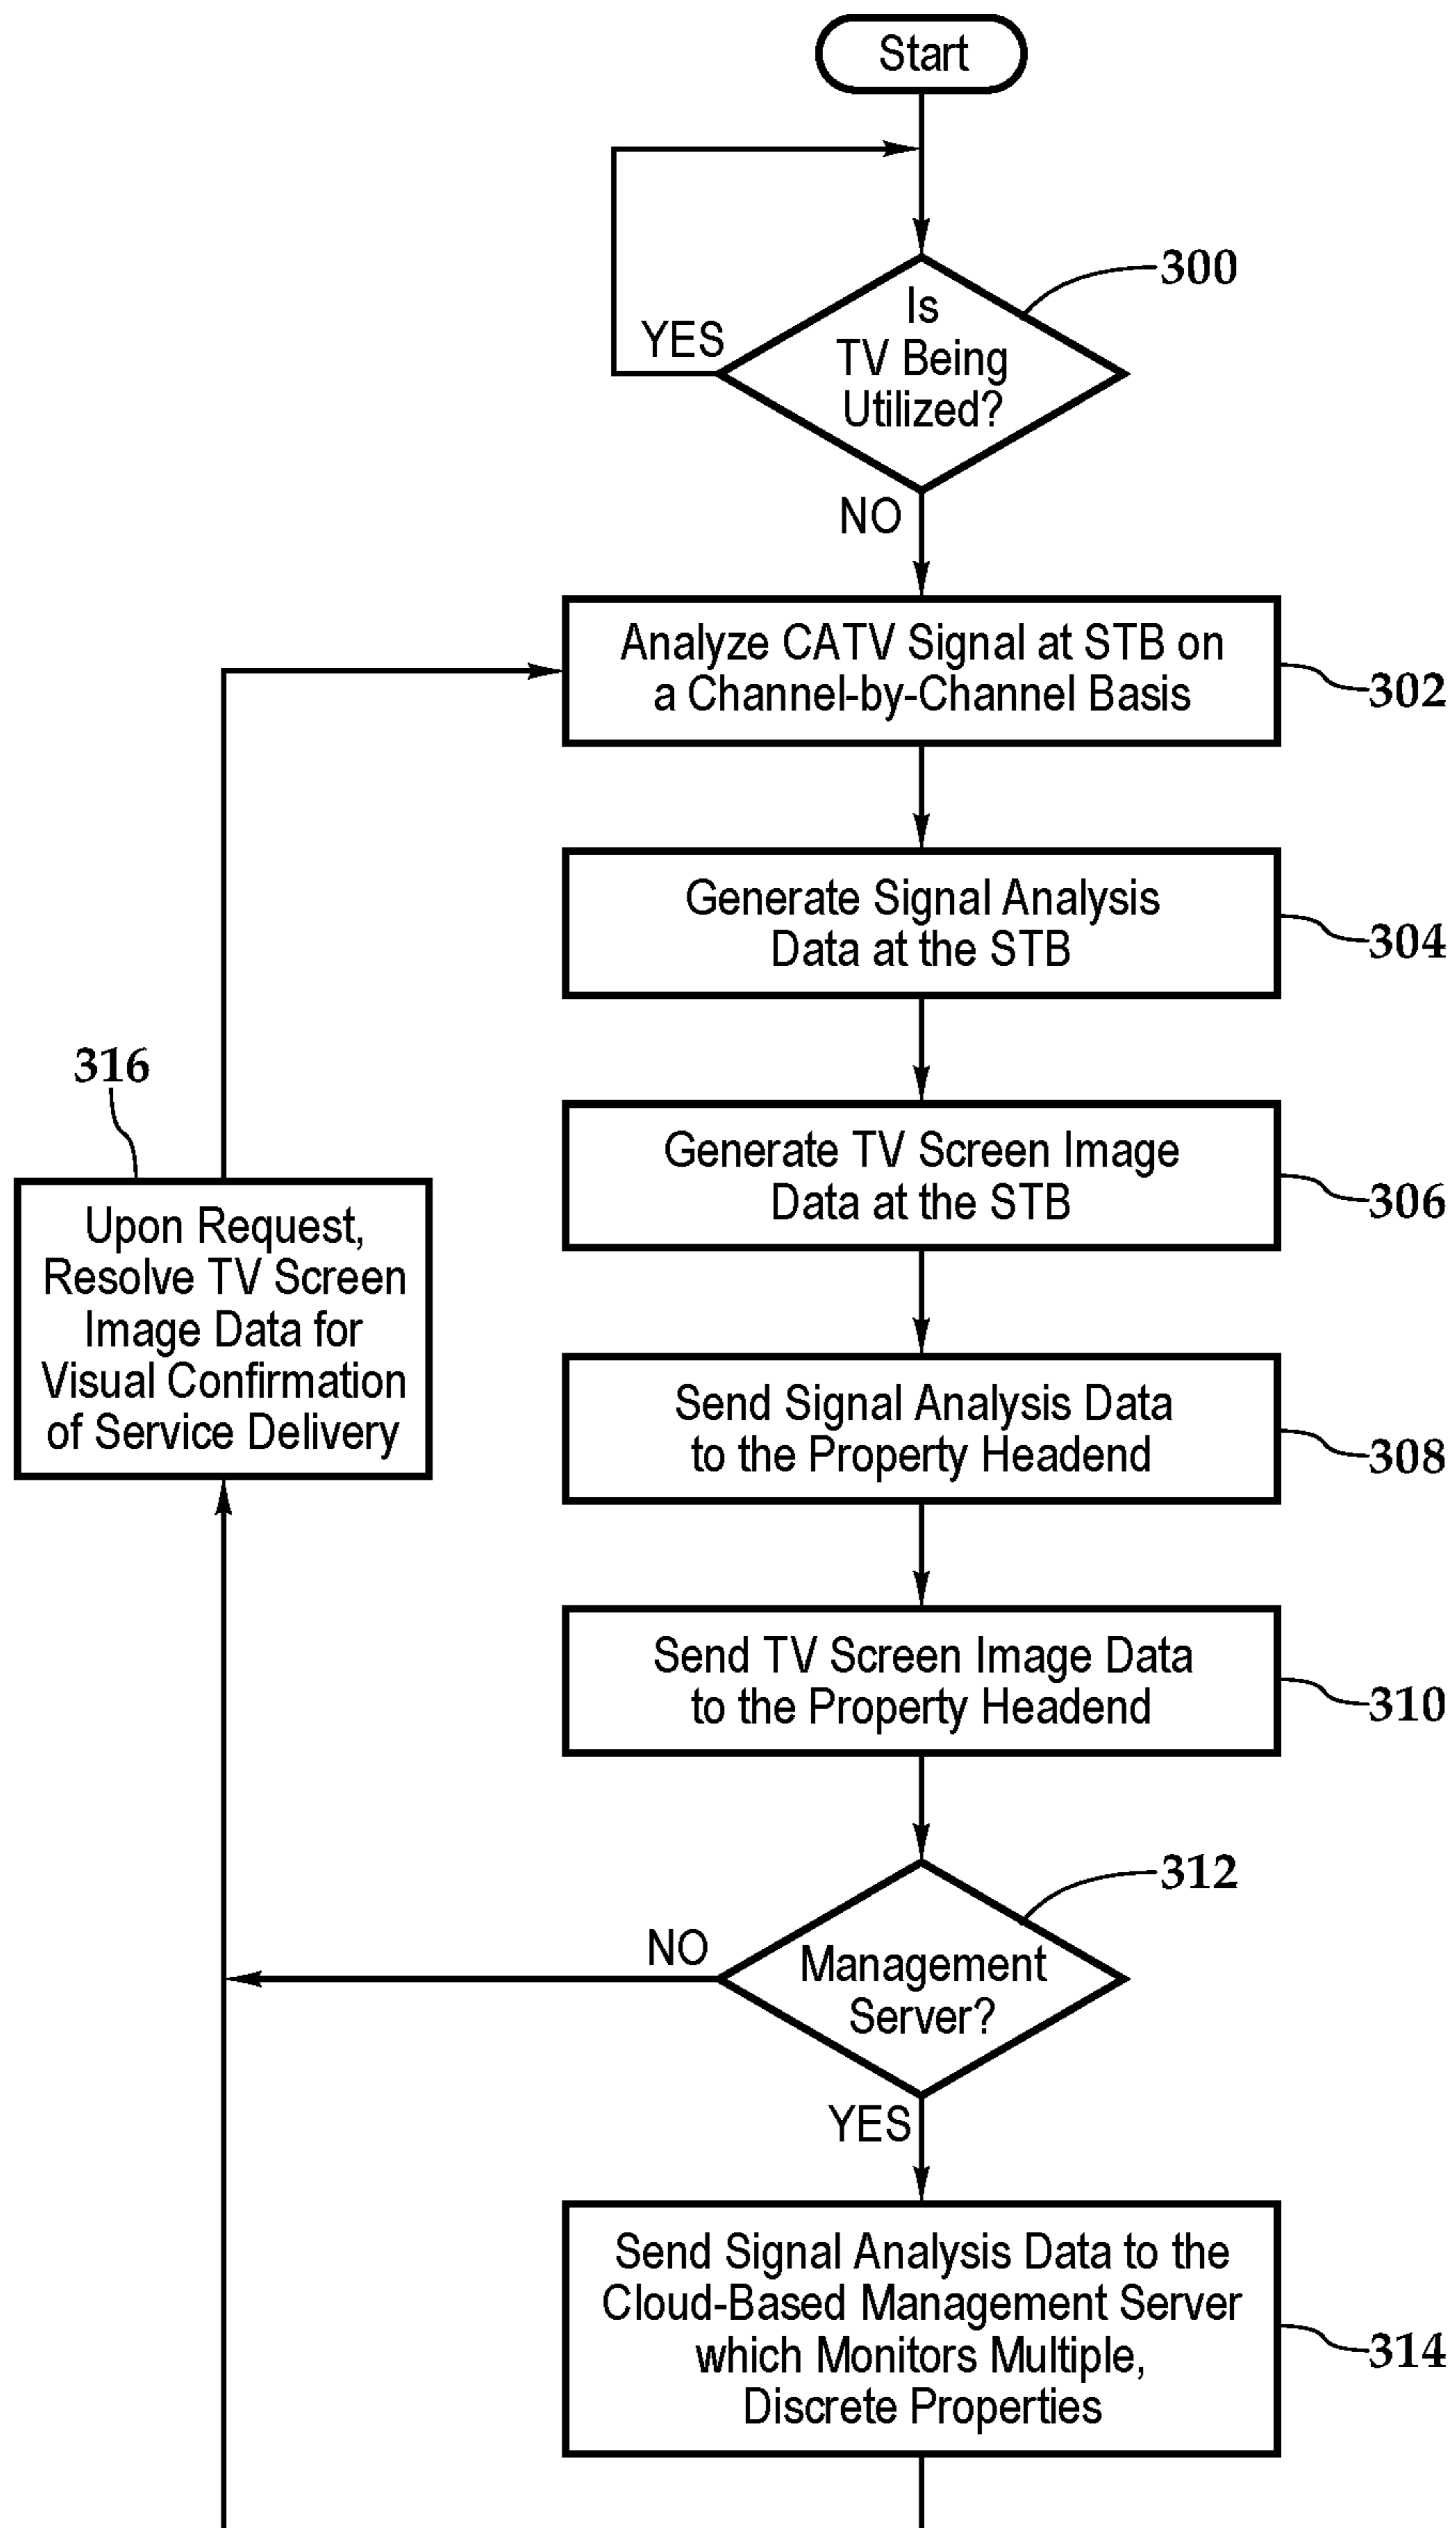 Start
300
Is
TV Being
Utilized?
YES
NO
Analyze CATV Signal at STB on
a Channel-by-Channel Basis
302
Generate Signal Analysis
Data at the STB
304
316
Generate TV Screen Image
Data at the STB
306
Upon Request,
Resolve TV Screen
Image Data for
Visual Confirmation
of Service Delivery
Send Signal Analysis Data
to the Property Headend
308
Send TV Screen Image Data
to the Property Headend
310
312
NO
Management
Server?
YES
Send Signal Analysis Data to the
Cloud-Based Management Server
which Monitors Multiple,
Discrete Properties
314